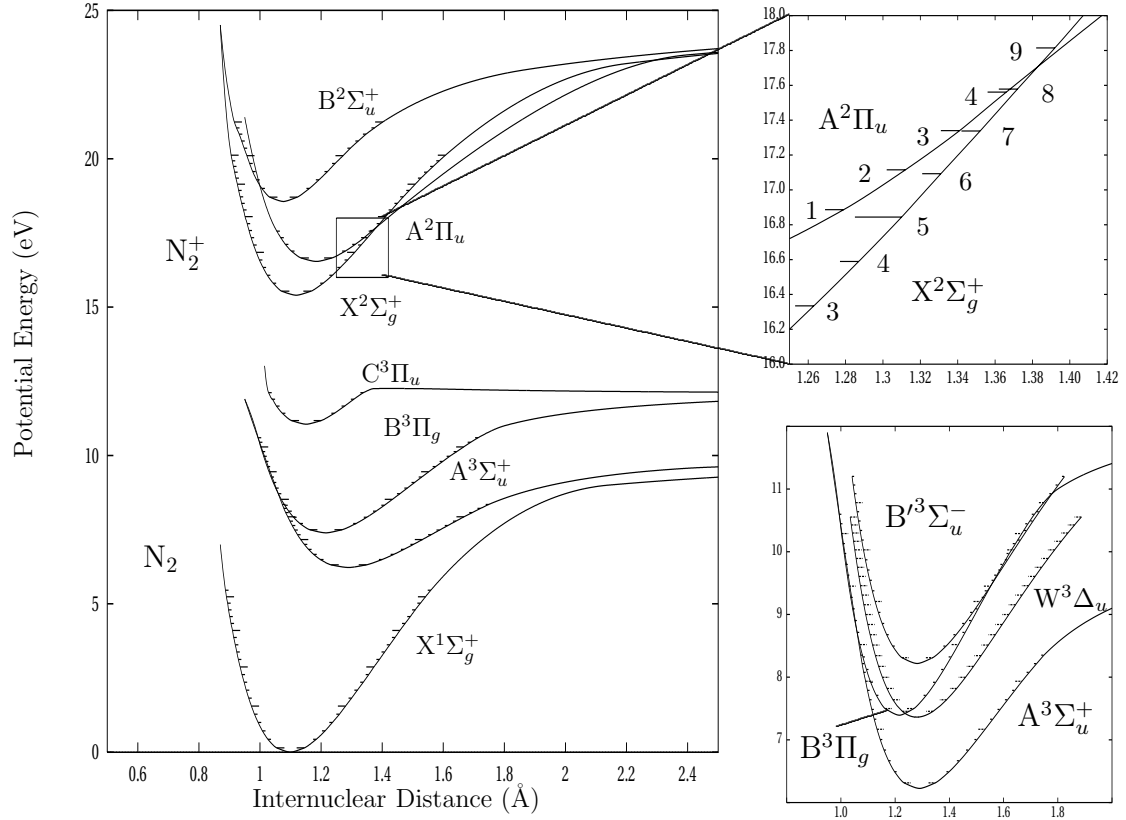 25
20
15
10
5
0
0.6 0.8 1 1.2 1.4 1.6 1.8 2 2.2 2.4
Potential Energy (eV)
Internuclear Distance (Å)
B²Σᵤ⁺
N₂⁺
A²Πᵤ
X²Σ_g⁺
C³Πᵤ
B³Π_g
A³Σᵤ⁺
N₂
X¹Σ_g⁺
18.0
17.8
17.6
17.4
17.2
17.0
16.8
16.6
16.4
16.2
16.0
1.26 1.28 1.3 1.32 1.34 1.36 1.38 1.40 1.42
9
4 8
A²Πᵤ
3 7
2 6
1 5
4
X²Σ_g⁺
3
11
10
9
8
7
1.0 1.2 1.4 1.6 1.8
B′³Σᵤ⁻
W³Δᵤ
A³Σᵤ⁺
B³Π_g